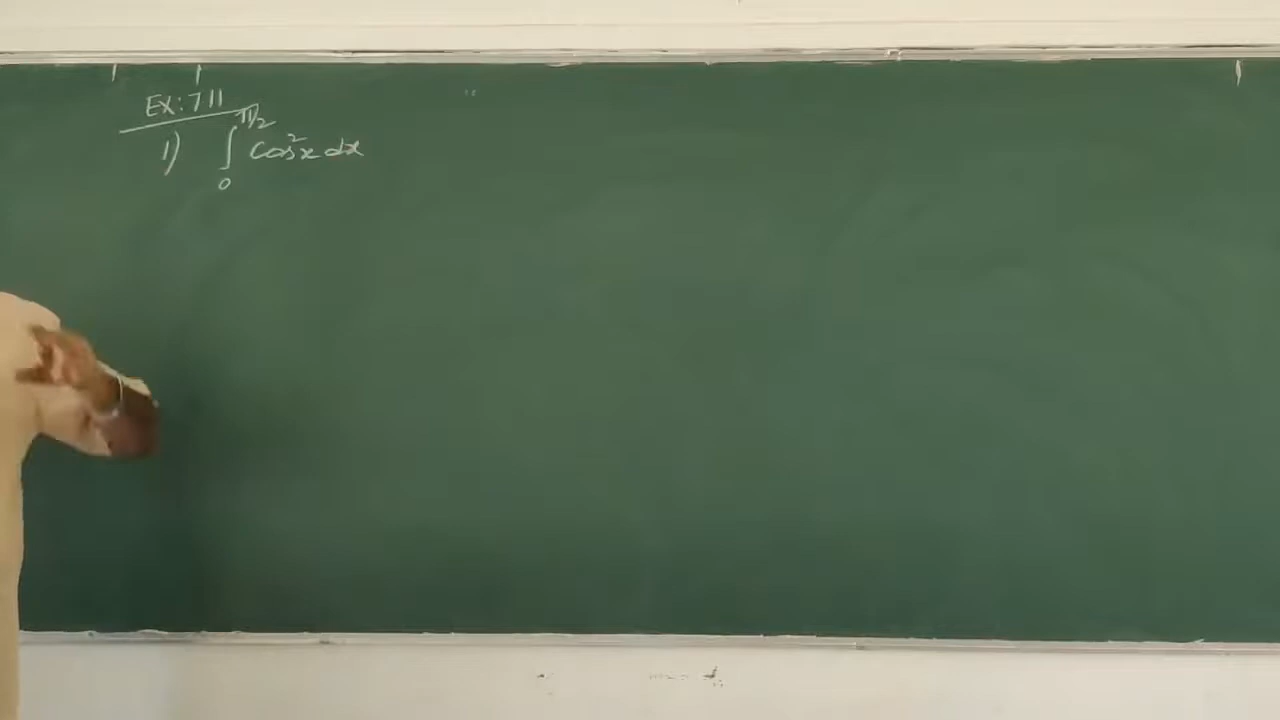 Ex: 7.11
1) ∫₀^{π/2} cos²x dx